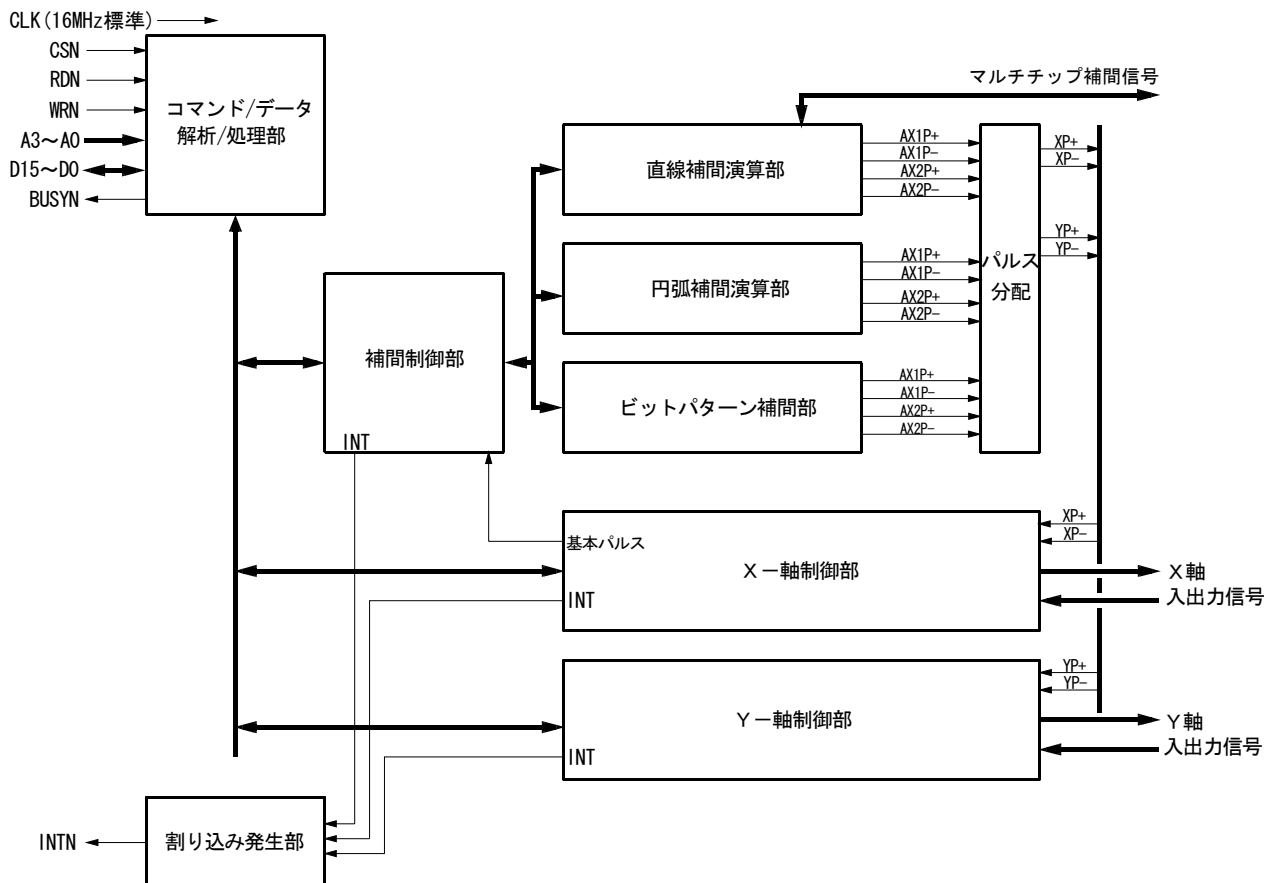 CLK(16MHz標準)
CSN
RDN
WRN
A3～A0
D15～D0
BUSYN
コマンド/データ
解析/処理部
マルチチップ補間信号
直線補間演算部
AX1P+
AX1P-
AX2P+
AX2P-
円弧補間演算部
AX1P+
AX1P-
AX2P+
AX2P-
ビットパターン補間部
AX1P+
AX1P-
AX2P+
AX2P-
パルス
分配
XP+
XP-
YP+
YP-
補間制御部
INT
基本パルス
X－軸制御部
INT
XP+
XP-
X軸
入出力信号
Y－軸制御部
INT
YP+
YP-
Y軸
入出力信号
割り込み発生部
INTN